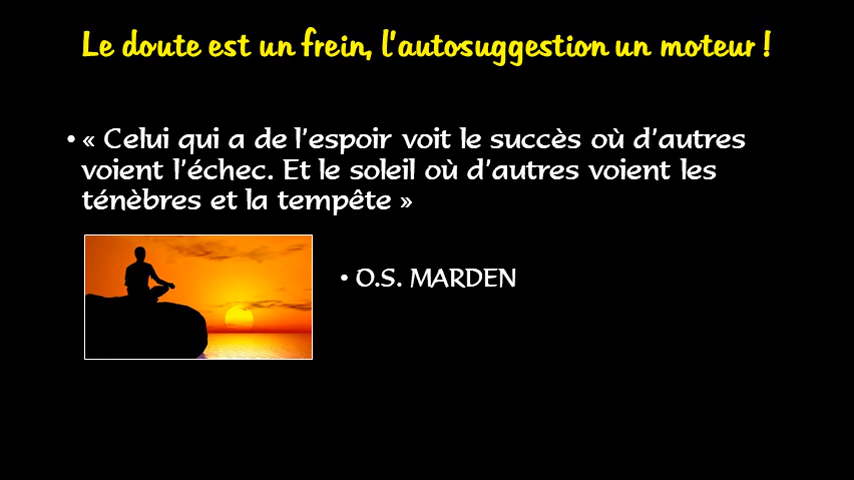 Le doute est un frein, l'autosuggestion un moteur !
• « Celui qui a de l'espoir voit le succès où d'autres
voient l'échec. Et le soleil où d'autres voient les
ténèbres et la tempête »
• O.S. MARDEN